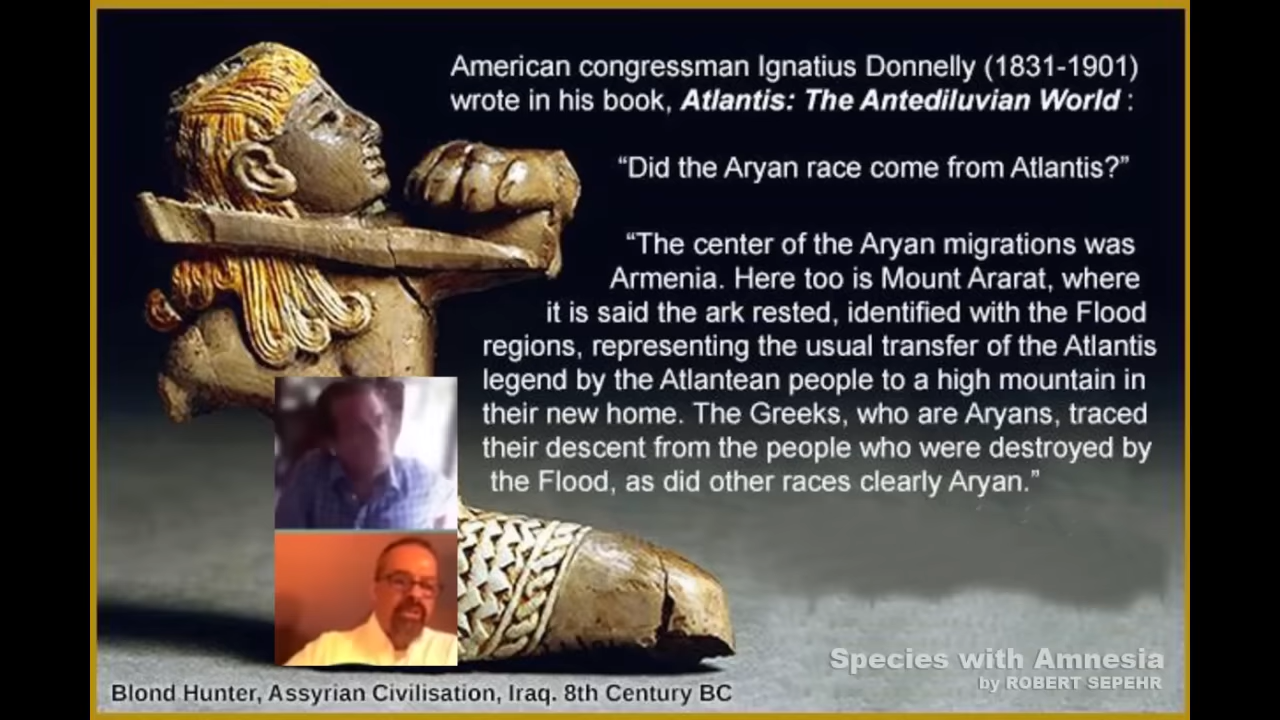 American congressman Ignatius Donnelly (1831-1901)
wrote in his book, Atlantis: The Antediluvian World :
“Did the Aryan race come from Atlantis?”
“The center of the Aryan migrations was
Armenia. Here too is Mount Ararat, where
it is said the ark rested, identified with the Flood
regions, representing the usual transfer of the Atlantis
legend by the Atlantean people to a high mountain in
their new home. The Greeks, who are Aryans, traced
their descent from the people who were destroyed by
the Flood, as did other races clearly Aryan.”
Species with Amnesia
by ROBERT SEPEHR
Blond Hunter, Assyrian Civilisation, Iraq. 8th Century BC